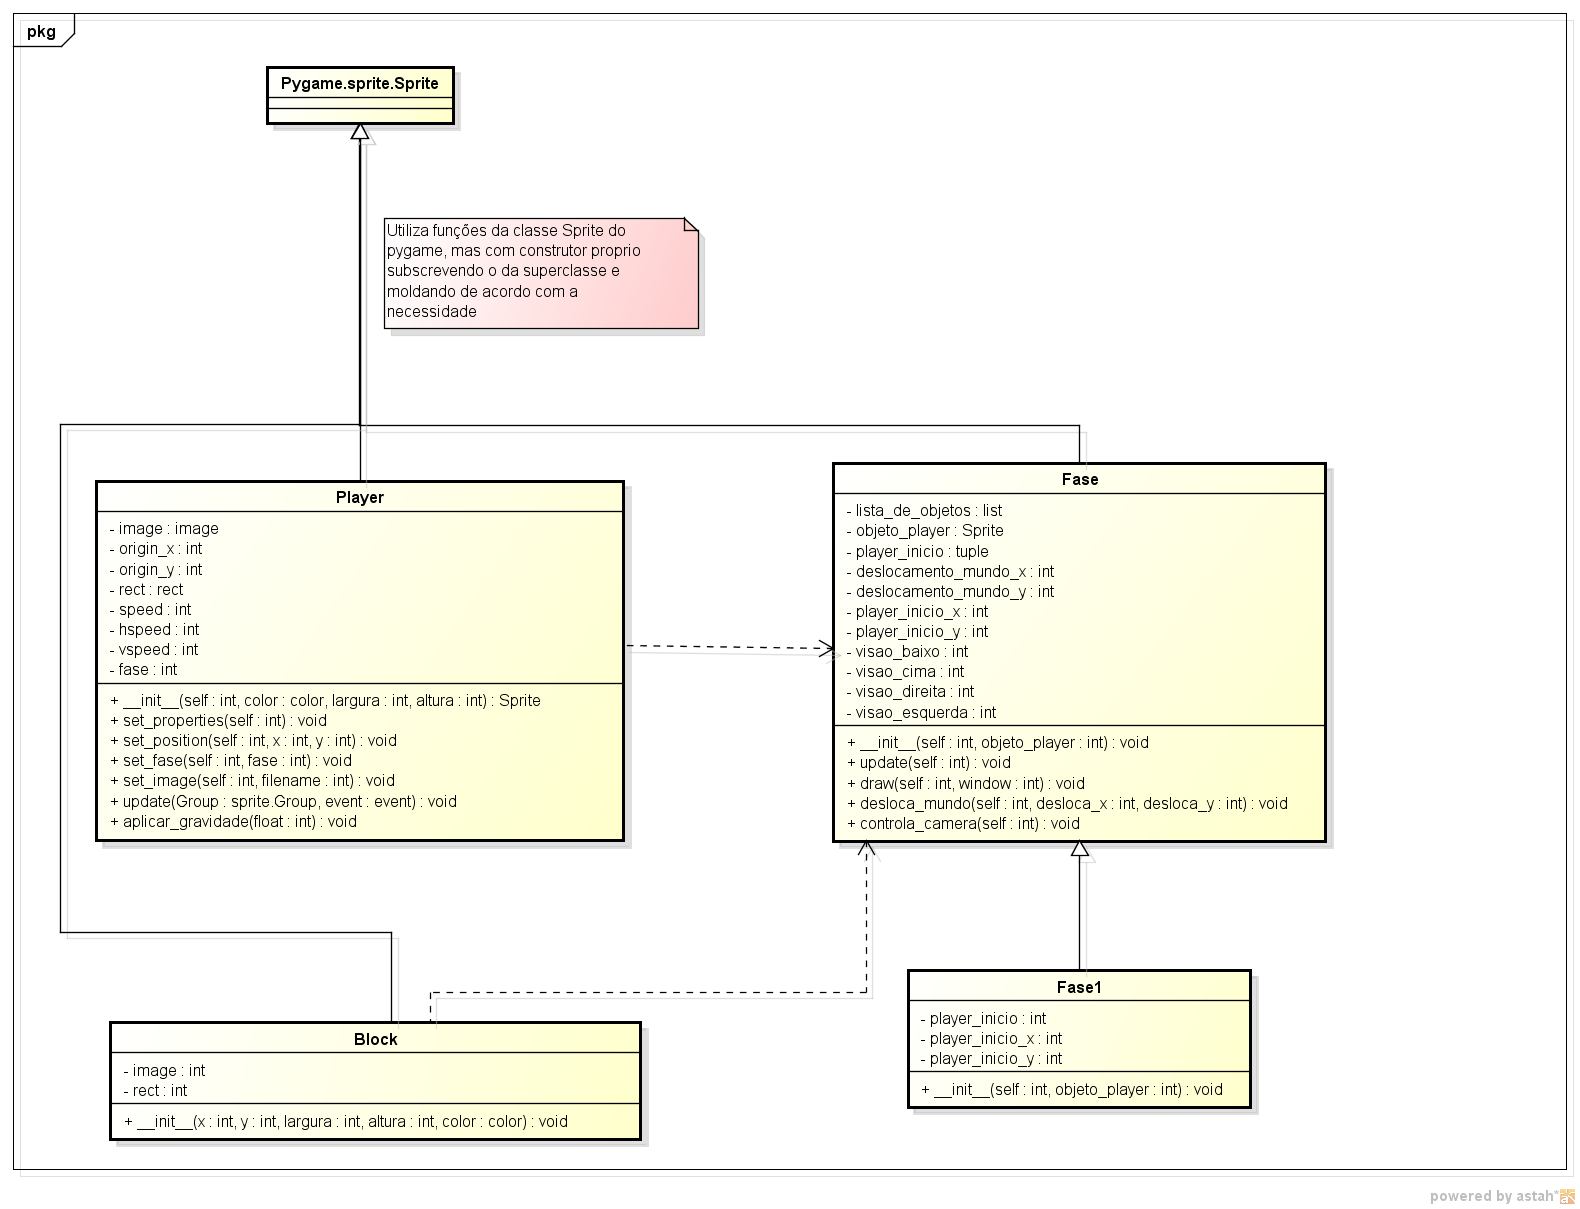 pkg
Pygame.sprite.Sprite
Utiliza funções da classe Sprite do
pygame, mas com construtor proprio
subscrevendo o da superclasse e
moldando de acordo com a
necessidade
Player
- image : image
- origin_x : int
- origin_y : int
- rect : rect
- speed : int
- hspeed : int
- vspeed : int
- fase : int
+ __init__(self : int, color : color, largura : int, altura : int) : Sprite
+ set_properties(self : int) : void
+ set_position(self : int, x : int, y : int) : void
+ set_fase(self : int, fase : int) : void
+ set_image(self : int, filename : int) : void
+ update(Group : sprite.Group, event : event) : void
+ aplicar_gravidade(float : int) : void
Fase
- lista_de_objetos : list
- objeto_player : Sprite
- player_inicio : tuple
- deslocamento_mundo_x : int
- deslocamento_mundo_y : int
- player_inicio_x : int
- player_inicio_y : int
- visao_baixo : int
- visao_cima : int
- visao_direita : int
- visao_esquerda : int
+ __init__(self : int, objeto_player : int) : void
+ update(self : int) : void
+ draw(self : int, window : int) : void
+ desloca_mundo(self : int, desloca_x : int, desloca_y : int) : void
+ controla_camera(self : int) : void
Block
- image : int
- rect : int
+ __init__(x : int, y : int, largura : int, altura : int, color : color) : void
Fase1
- player_inicio : int
- player_inicio_x : int
- player_inicio_y : int
+ __init__(self : int, objeto_player : int) : void
powered by astah*